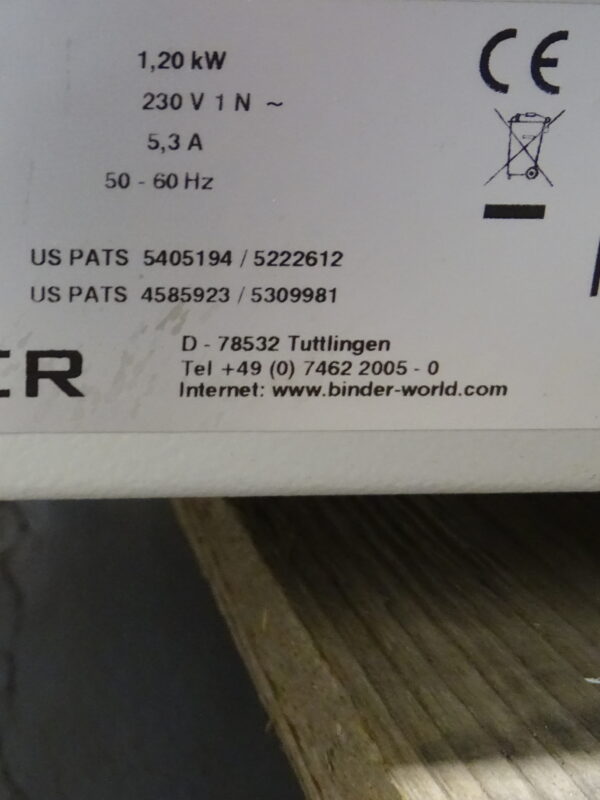 1,20 kW
230 V 1 N ~
5,3 A
50 - 60 Hz
CE
US PATS 5405194 / 5222612
US PATS 4585923 / 5309981
ER
D - 78532 Tuttlingen
Tel +49 (0) 7462 2005 - 0
Internet: www.binder-world.com